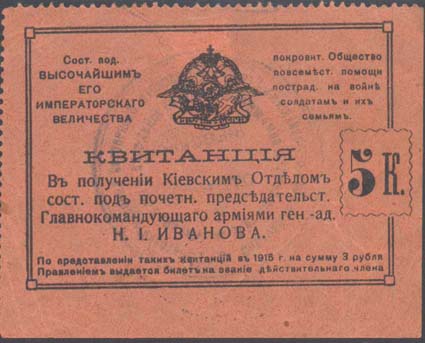 Сост. вод.
ВЫСОЧАЙШИМЪ
ЕГО
ИМПЕРАТОРСКАГО
ВЕЛИЧЕСТВА
покровит. Общество
повсемѣст. помощи
пострад. на войнѣ
солдатамъ и ихъ
семьямъ.
КВИТАНЦІЯ
Въ полученіи Кіевскимъ Отдѣломъ
сост. подъ почетн. предсѣдательст.
Главнокомандующаго арміями ген-ад.
Н. І. ИВАНОВА.
5 К.
По представленіи такихъ квитанцій въ 1915 г. на сумму 3 рубля
Правленіемъ выдается билетъ на званіе дѣйствительнаго члена